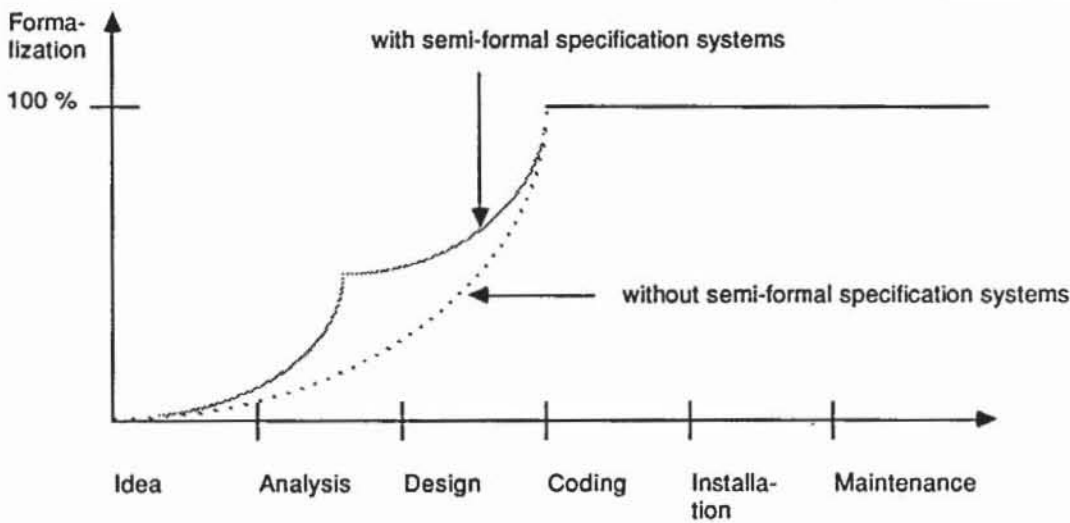 Forma-
lization
with semi-formal specification systems
100 %
without semi-formal specification systems
Idea
Analysis
Design
Coding
Installa-
tion
Maintenance